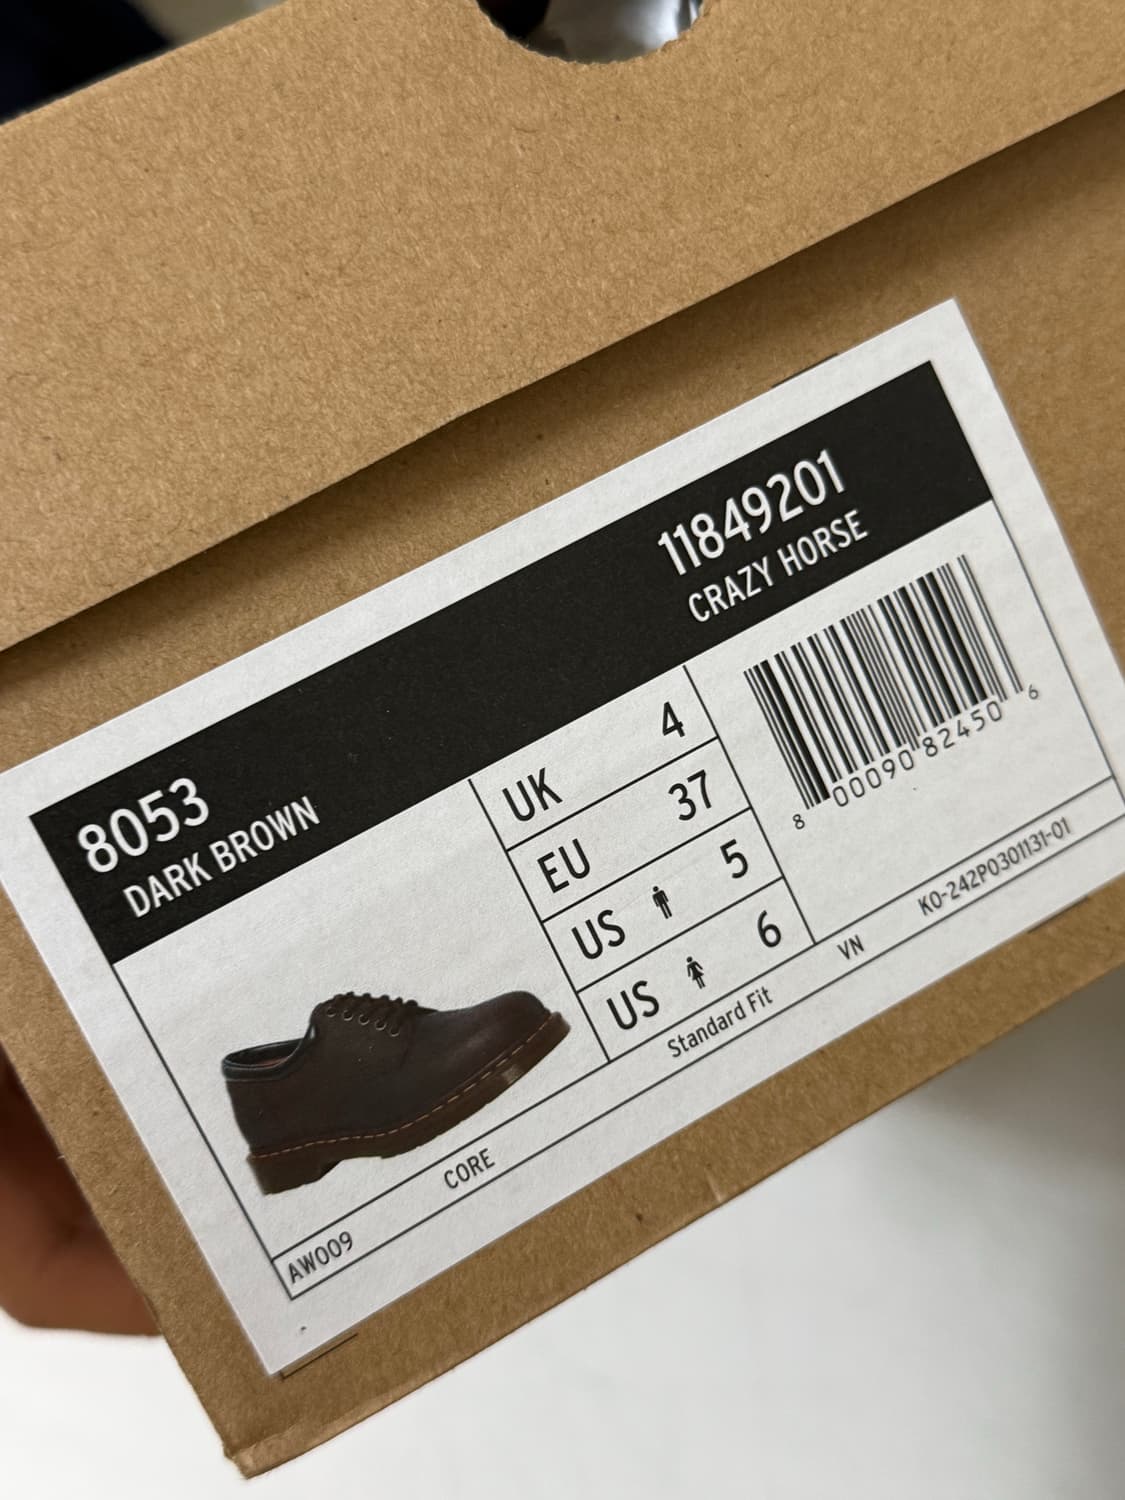 8053
DARK BROWN
11849201
CRAZY HORSE
UK 4
EU 37
US 5
US 6
8 00090 82450 6
AW009 CORE Standard Fit VN KO-242P0301131-01